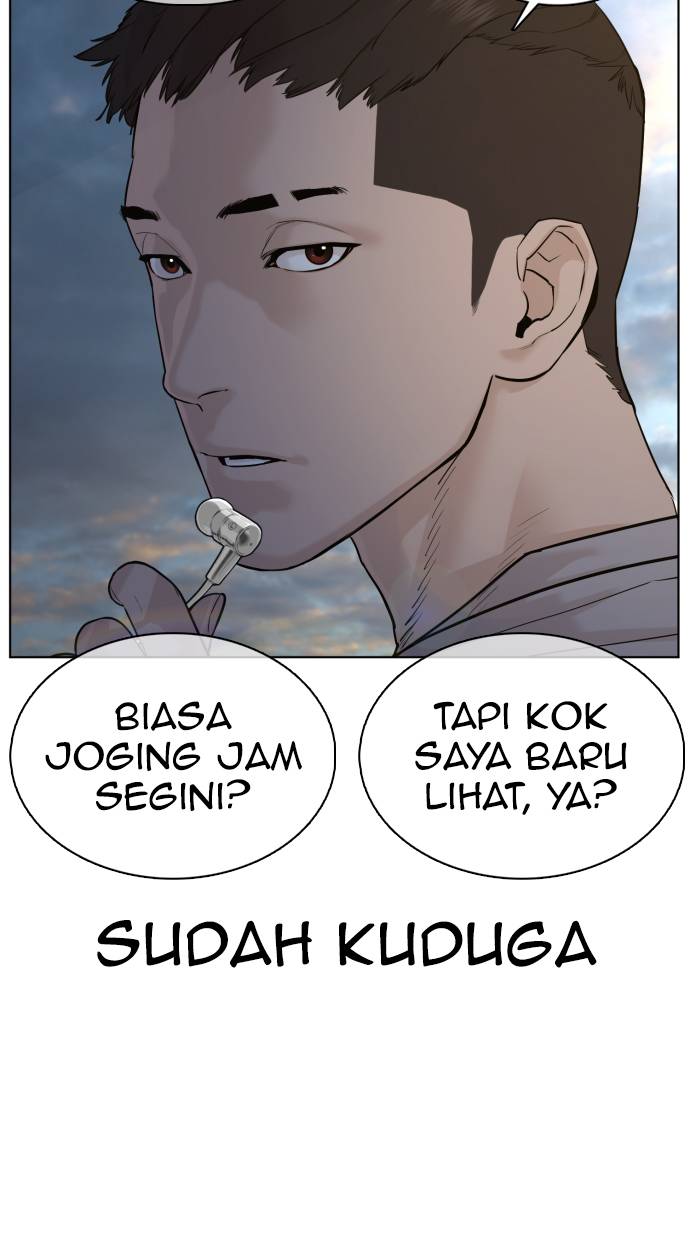 BIASA
JOGING JAM
SEGINI?
TAPI KOK
SAYA BARU
LIHAT, YA?
SUDAH KUDUGA